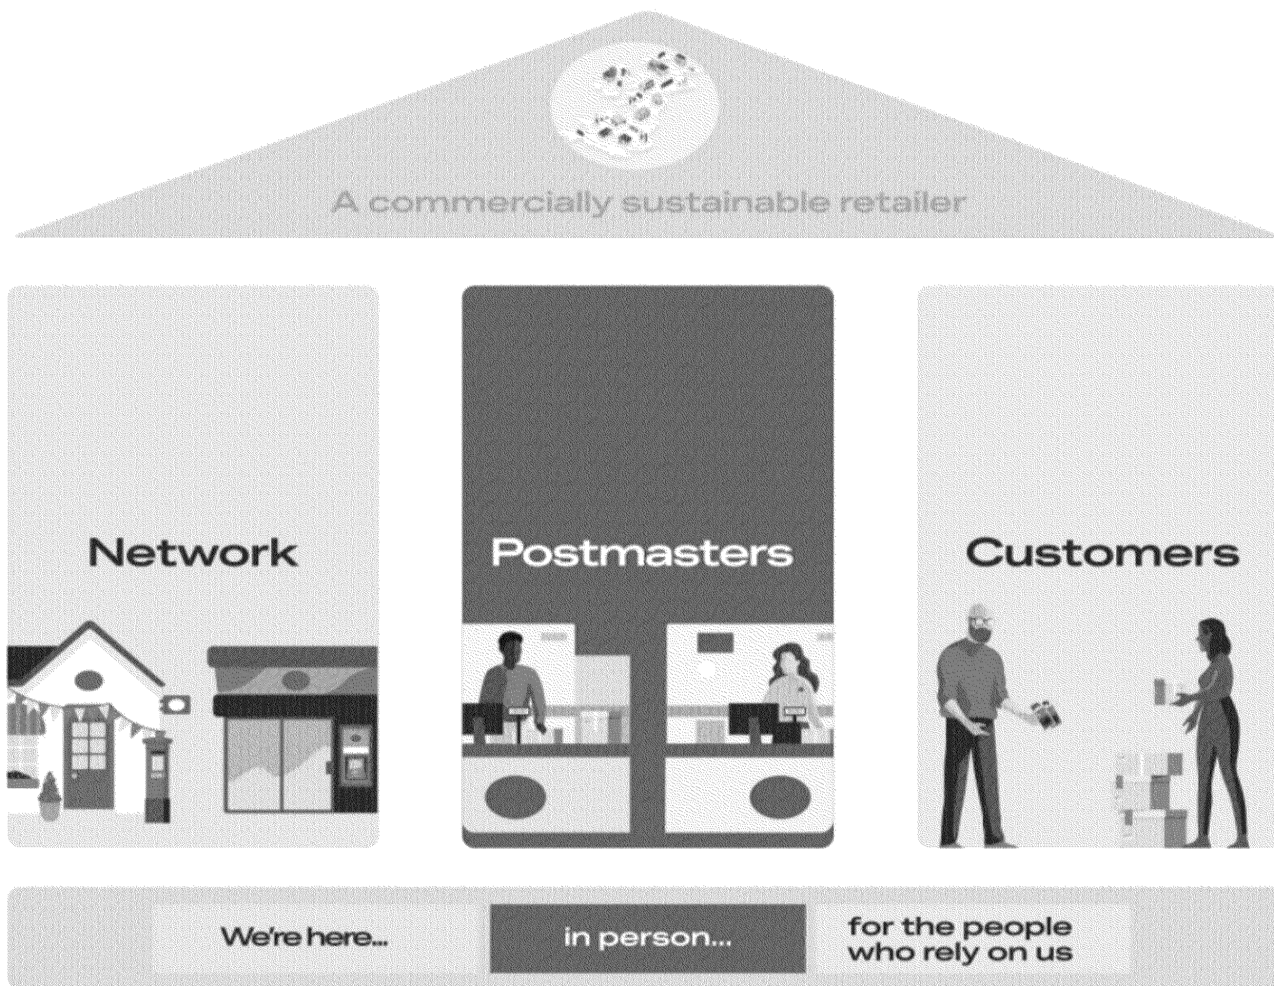 A commercially sustainable retailer
Network
Postmasters
Customers
We're here...
in person...
for the people
who rely on us